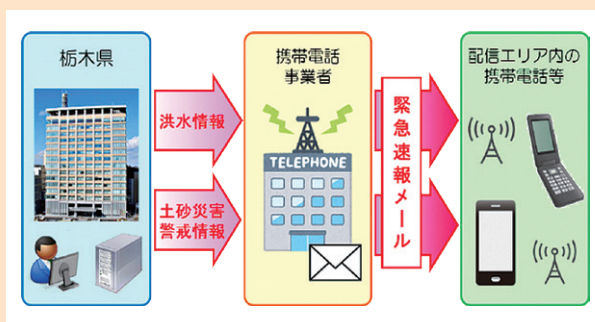 栃木県
洪水情報
土砂災害
警戒情報
携帯電話
事業者
TELEPHONE
緊急速報メール
配信エリア内の
携帯電話等